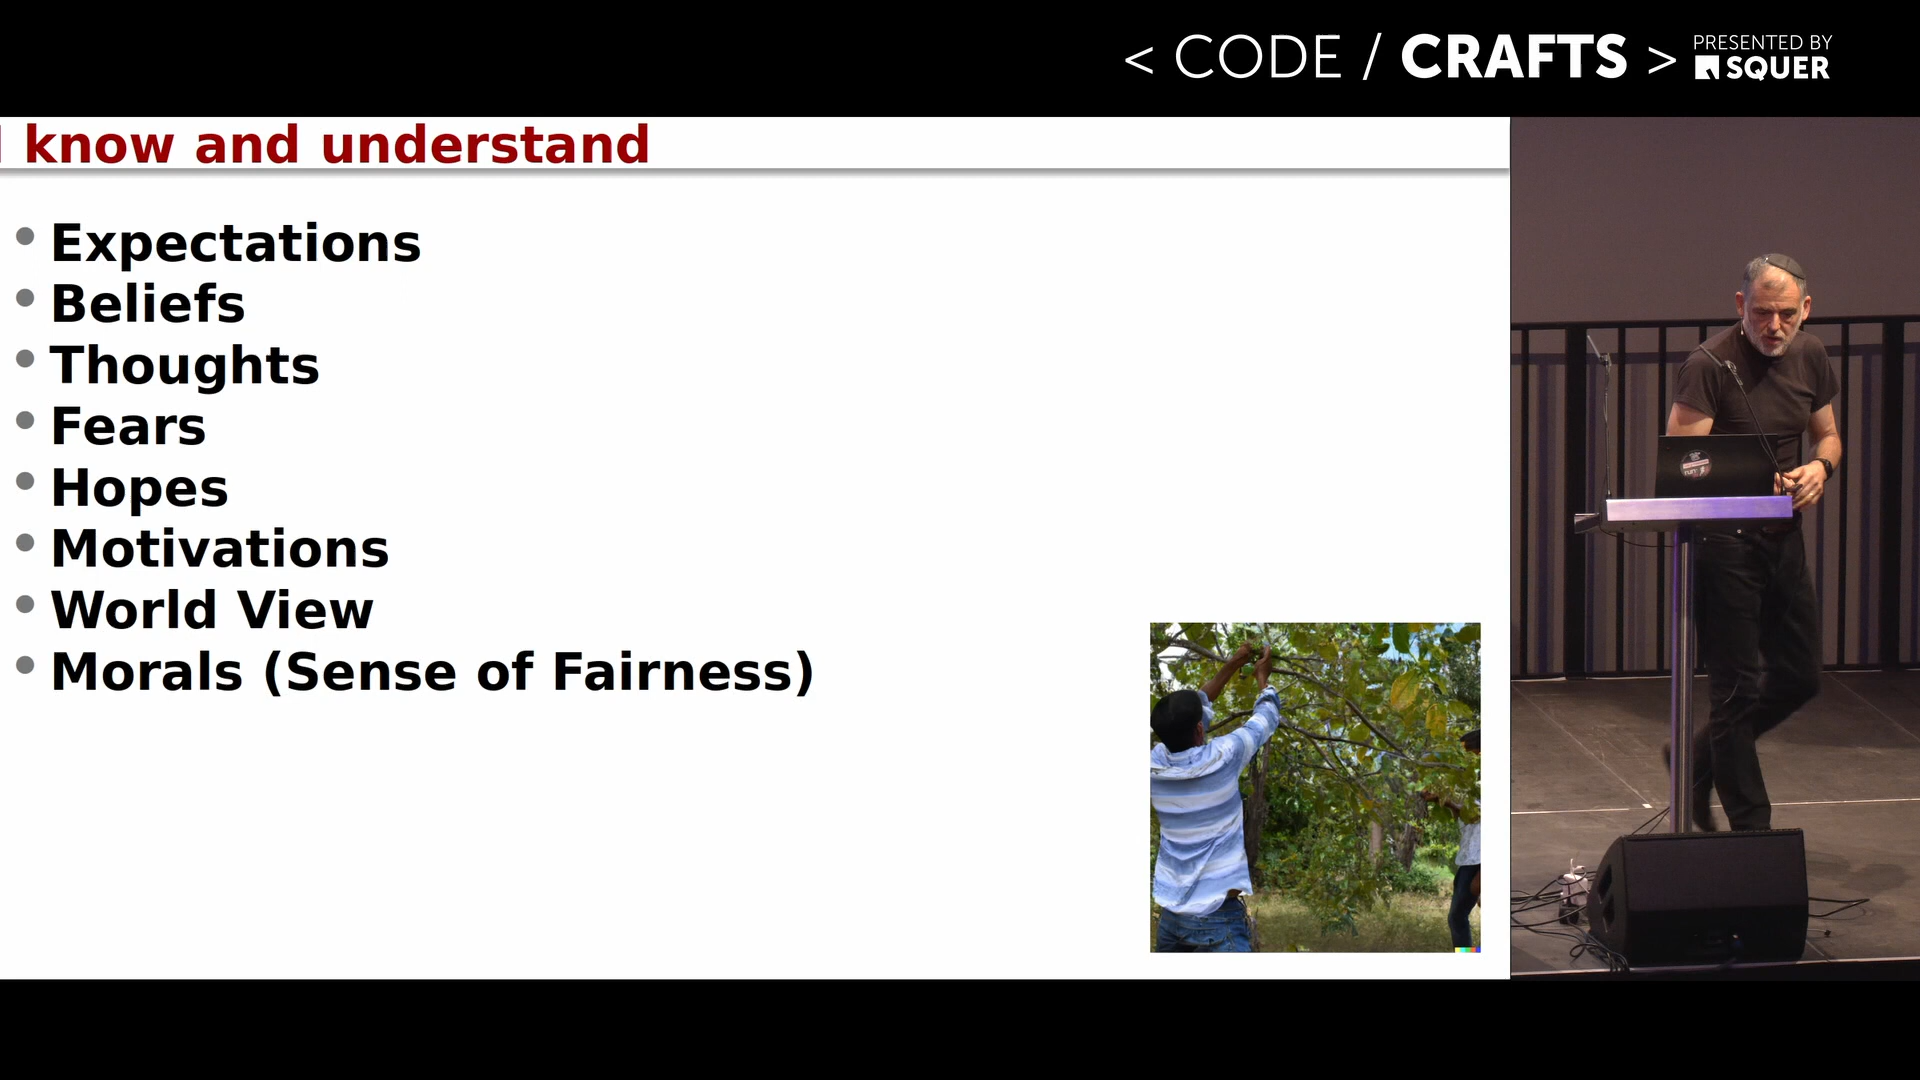 < CODE / CRAFTS >
PRESENTED BY
SQUER
know and understand
• Expectations
• Beliefs
• Thoughts
• Fears
• Hopes
• Motivations
• World View
• Morals (Sense of Fairness)